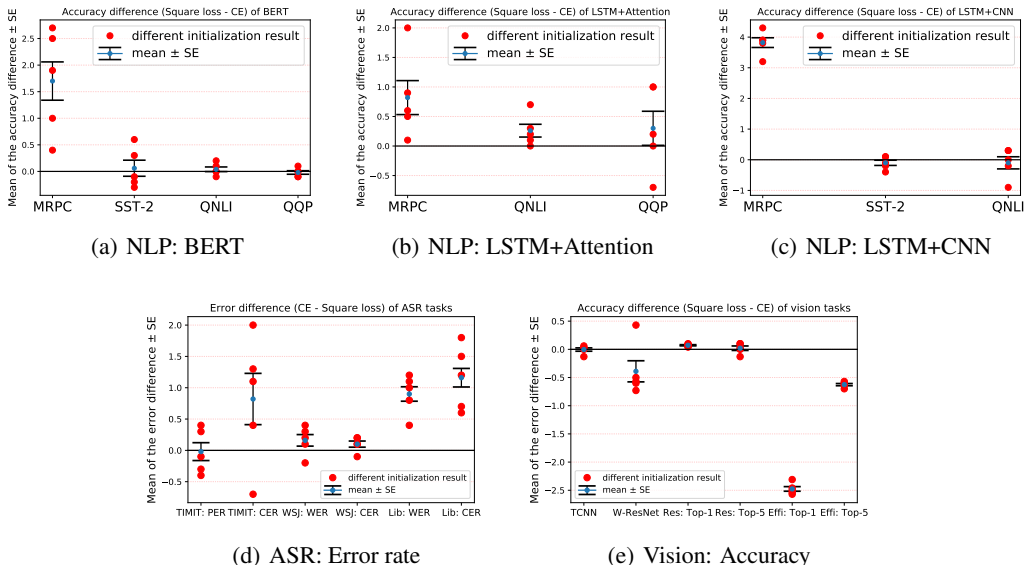 Accuracy difference (Square loss - CE) of BERT
Mean of the accuracy difference ± SE
different initialization result
mean ± SE
2.5
2.0
1.5
1.0
0.5
0.0
MRPC SST-2 QNLI QQP
(a) NLP: BERT
Accuracy difference (Square loss - CE) of LSTM+Attention
Mean of the accuracy difference ± SE
different initialization result
mean ± SE
2.0
1.5
1.0
0.5
0.0
−0.5
MRPC QNLI QQP
(b) NLP: LSTM+Attention
Accuracy difference (Square loss - CE) of LSTM+CNN
Mean of the accuracy difference ± SE
different initialization result
mean ± SE
4
3
2
1
0
−1
MRPC SST-2 QNLI
(c) NLP: LSTM+CNN
Error difference (CE - Square loss) of ASR tasks
Mean of the error difference ± SE
2.0
1.5
1.0
0.5
0.0
−0.5
different initialization result
mean ± SE
TIMIT: PER TIMIT: CER WSJ: WER WSJ: CER Lib: WER Lib: CER
(d) ASR: Error rate
Accuracy difference (Square loss - CE) of vision tasks
Mean of the error difference ± SE
0.5
0.0
−0.5
−1.0
−1.5
−2.0
−2.5
different initialization result
mean ± SE
TCNN W-ResNet Res: Top-1 Res: Top-5 Effi: Top-1 Effi: Top-5
(e) Vision: Accuracy